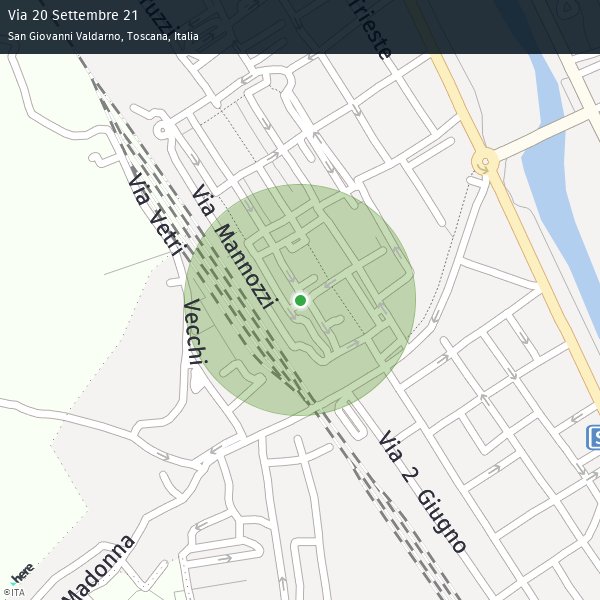 Via 20 Settembre 21
San Giovanni Valdarno, Toscana, Italia
Trieste
Via Vetri
Vecchi
Via Mannozzi
Via 2 Giugno
Madonna
S
here
©ITA